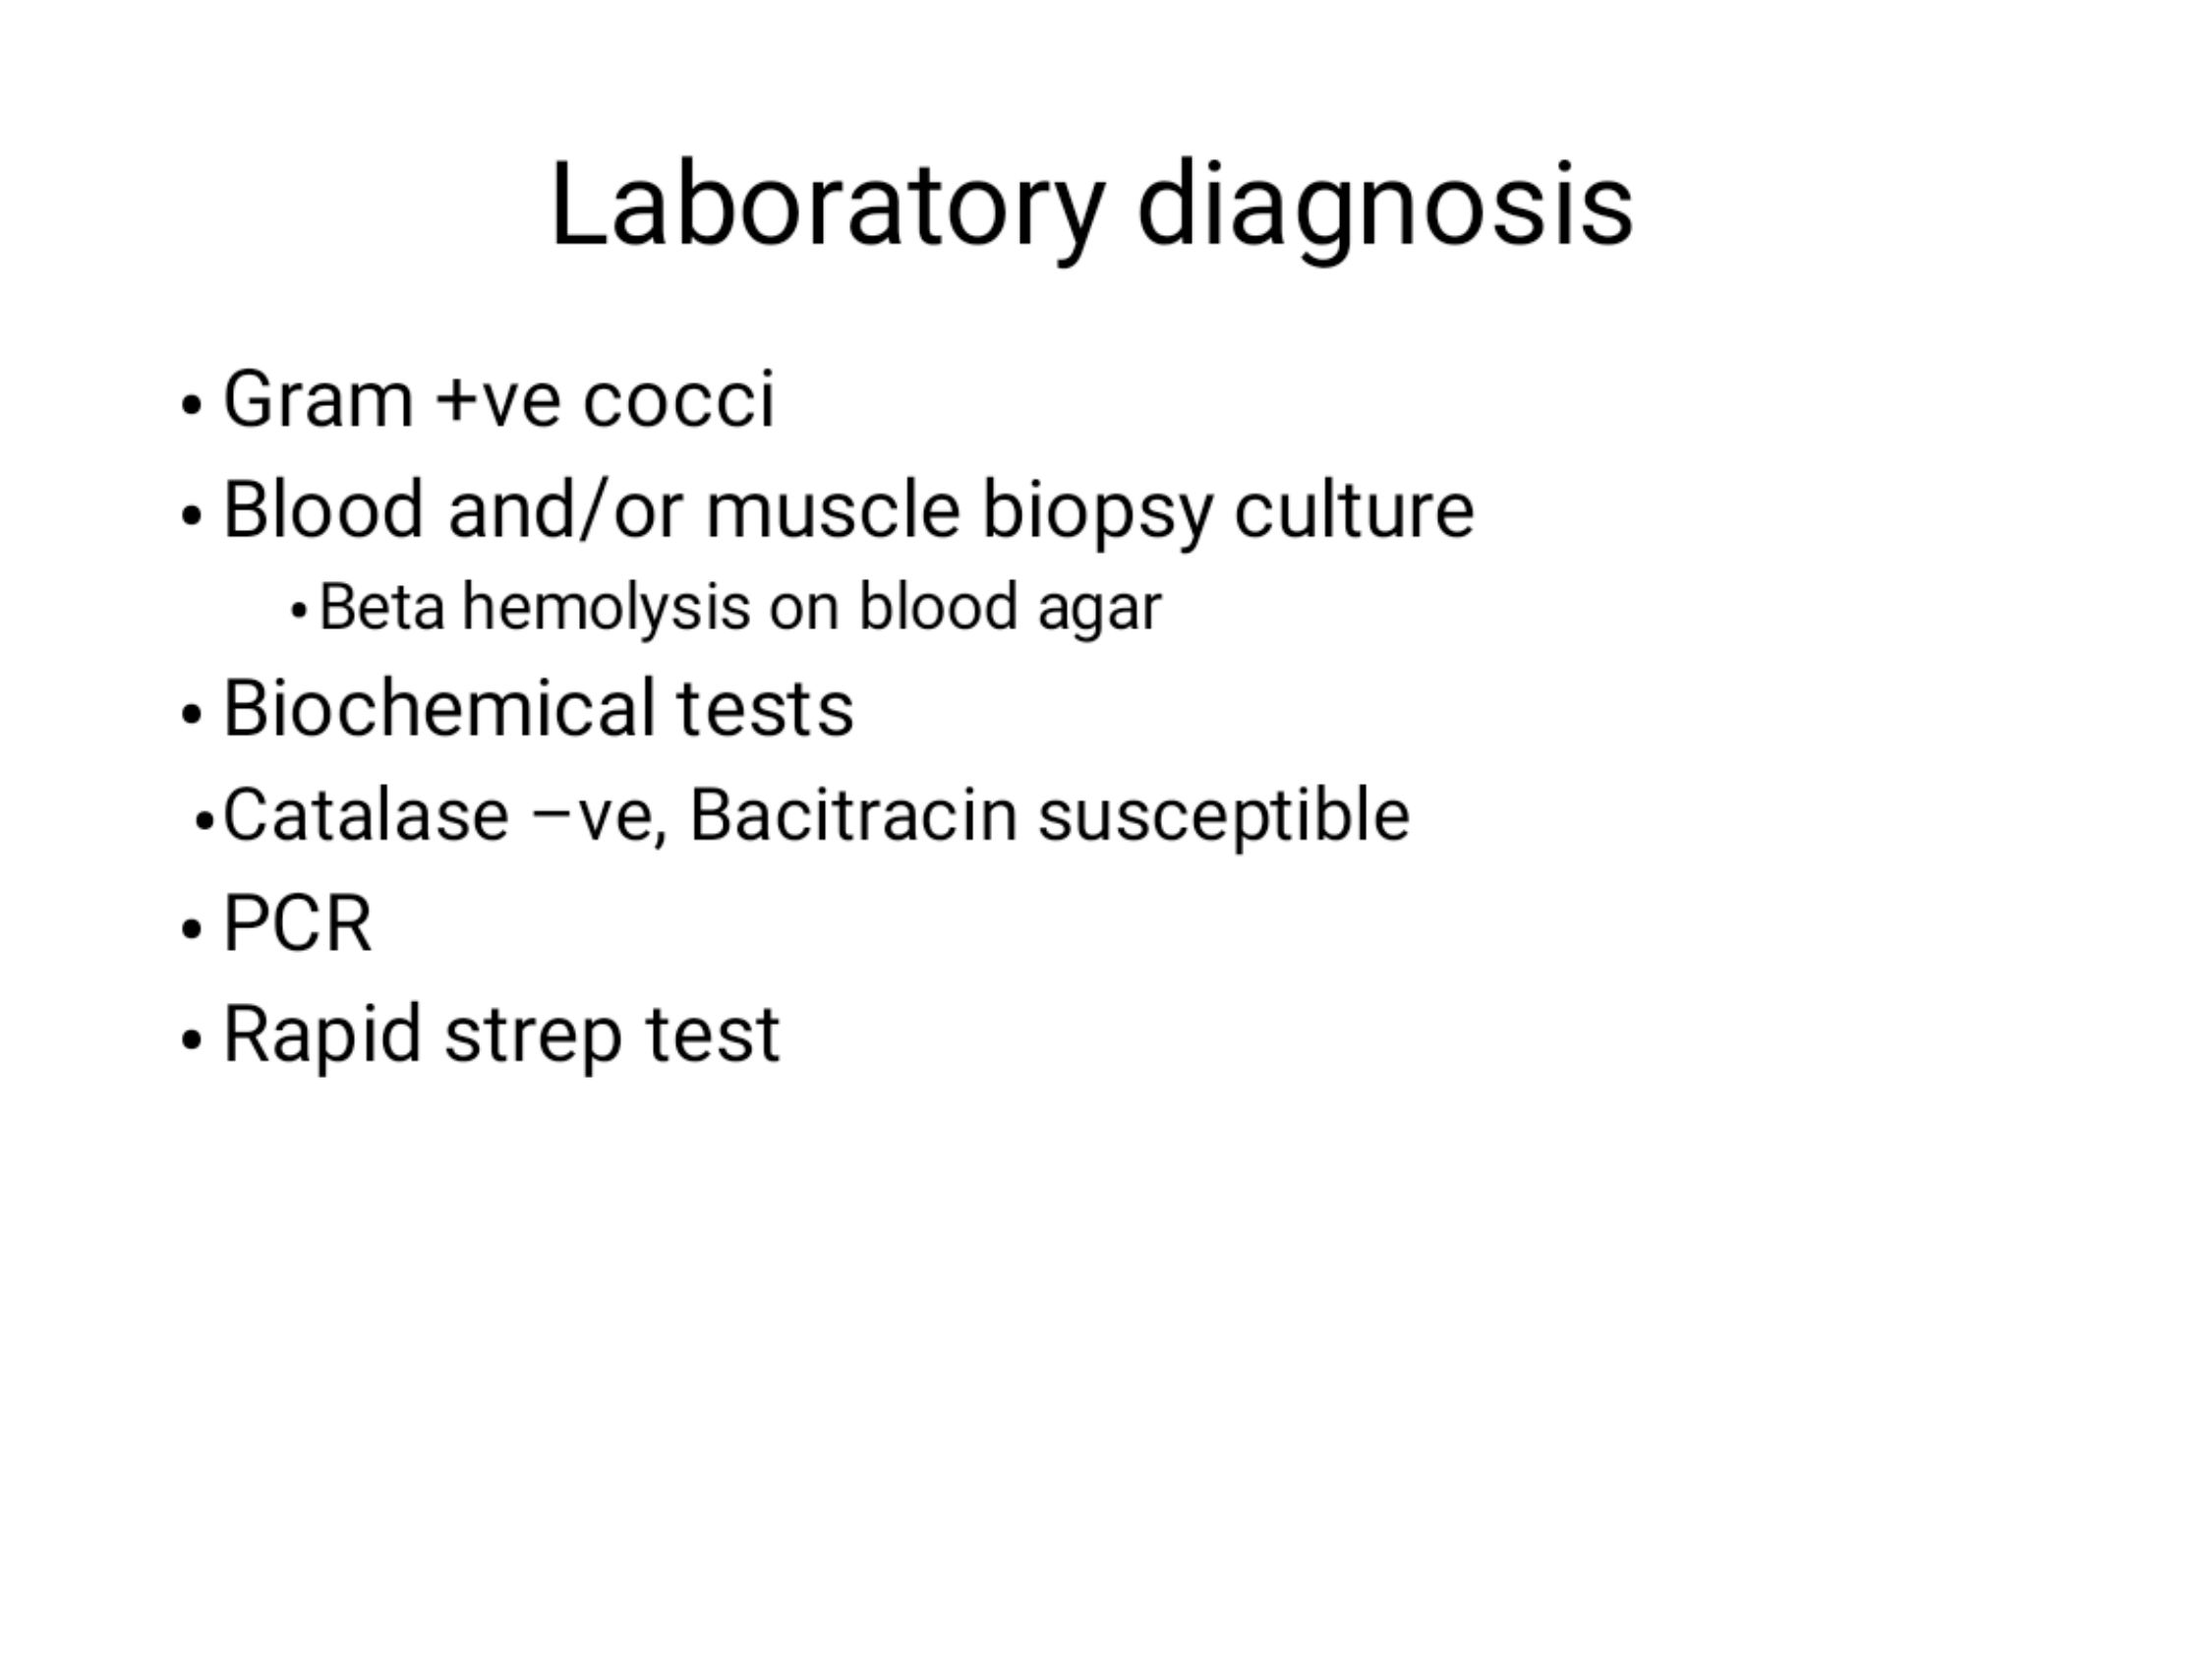 Laboratory diagnosis
• Gram +ve cocci
• Blood and/or muscle biopsy culture
• Beta hemolysis on blood agar
• Biochemical tests
• Catalase –ve, Bacitracin susceptible
• PCR
• Rapid strep test